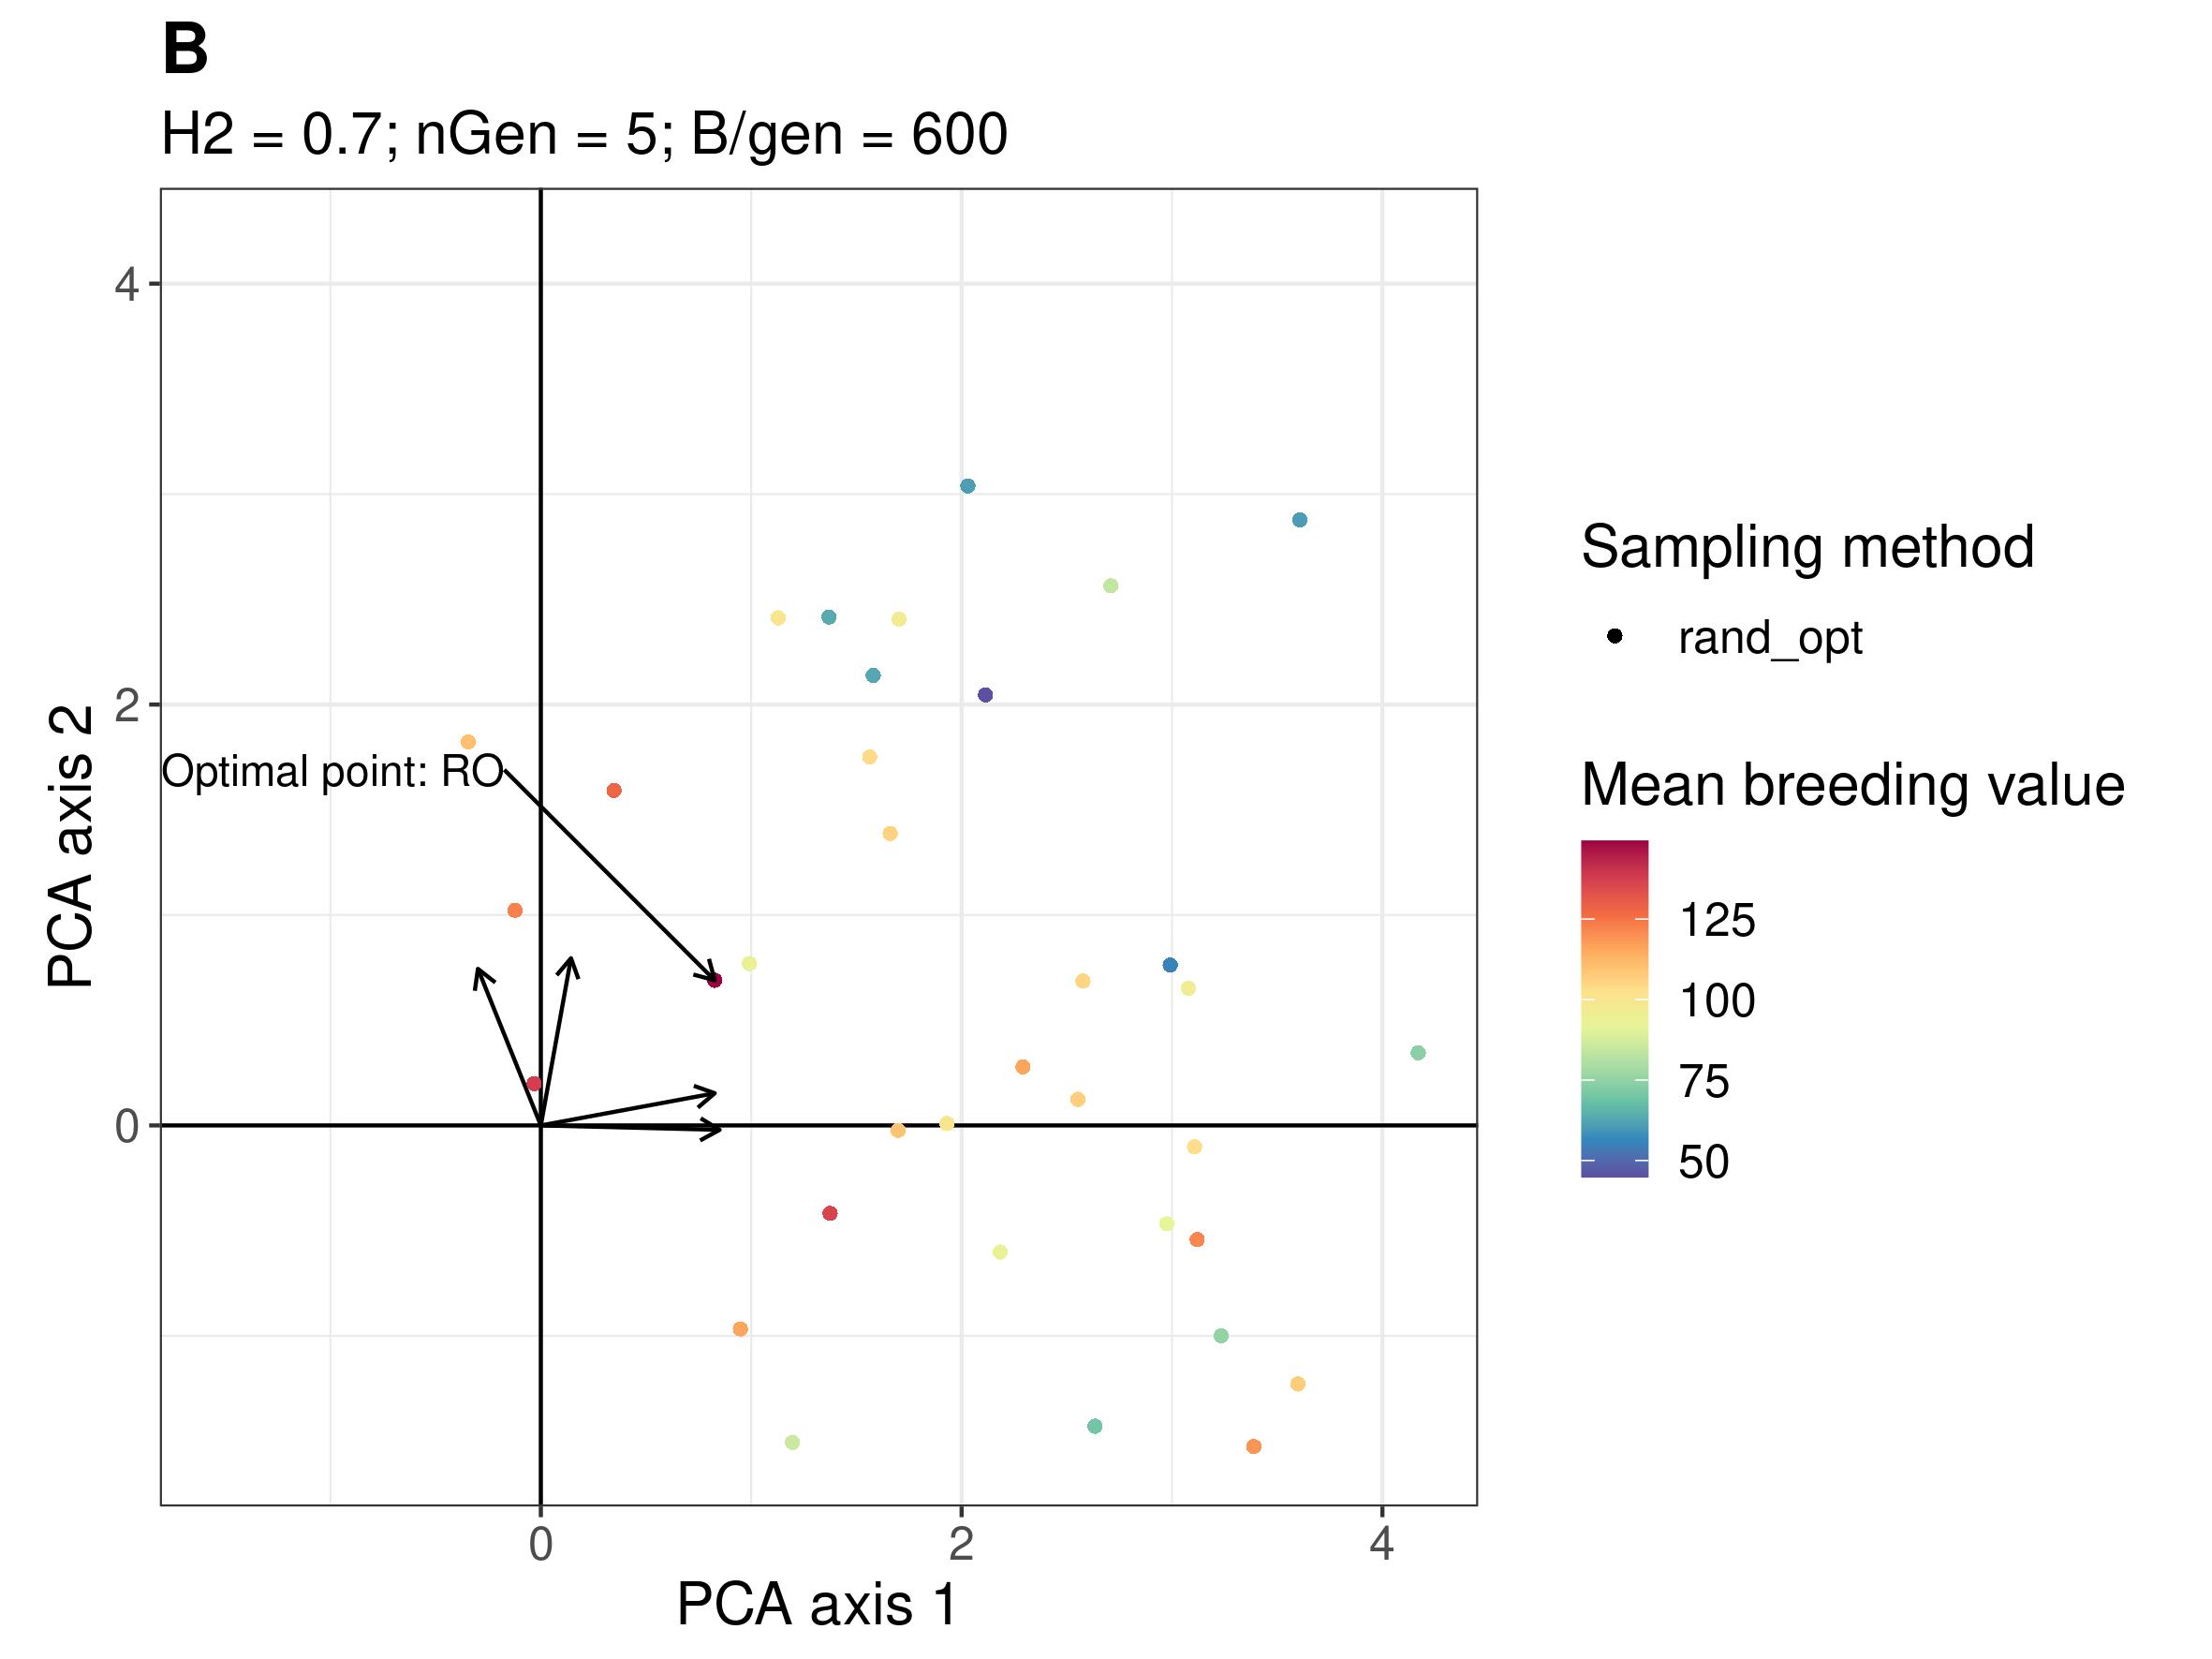 B
H2 = 0.7; nGen = 5; B/gen = 600
4
2
0
Optimal point: RO
0
2
4
PCA axis 1
PCA axis 2
Sampling method
rand_opt
Mean breeding value
125
100
75
50